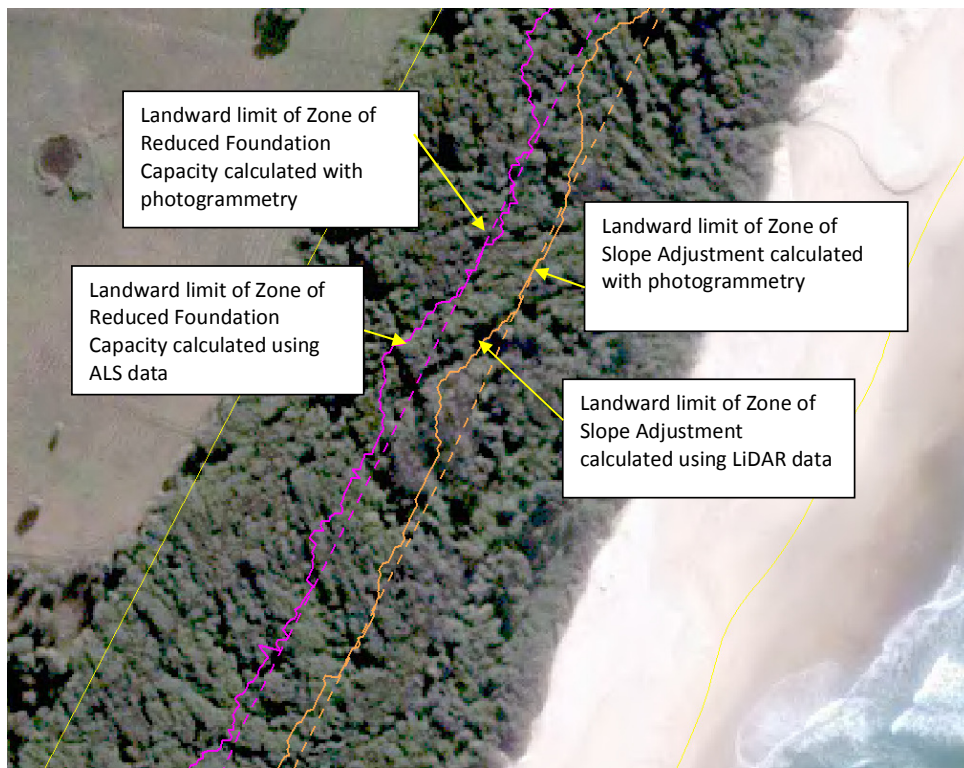 Landward limit of Zone of
Reduced Foundation
Capacity calculated with
photogrammetry
Landward limit of Zone of
Slope Adjustment calculated
with photogrammetry
Landward limit of Zone of
Reduced Foundation
Capacity calculated using
ALS data
Landward limit of Zone of
Slope Adjustment
calculated using LiDAR data